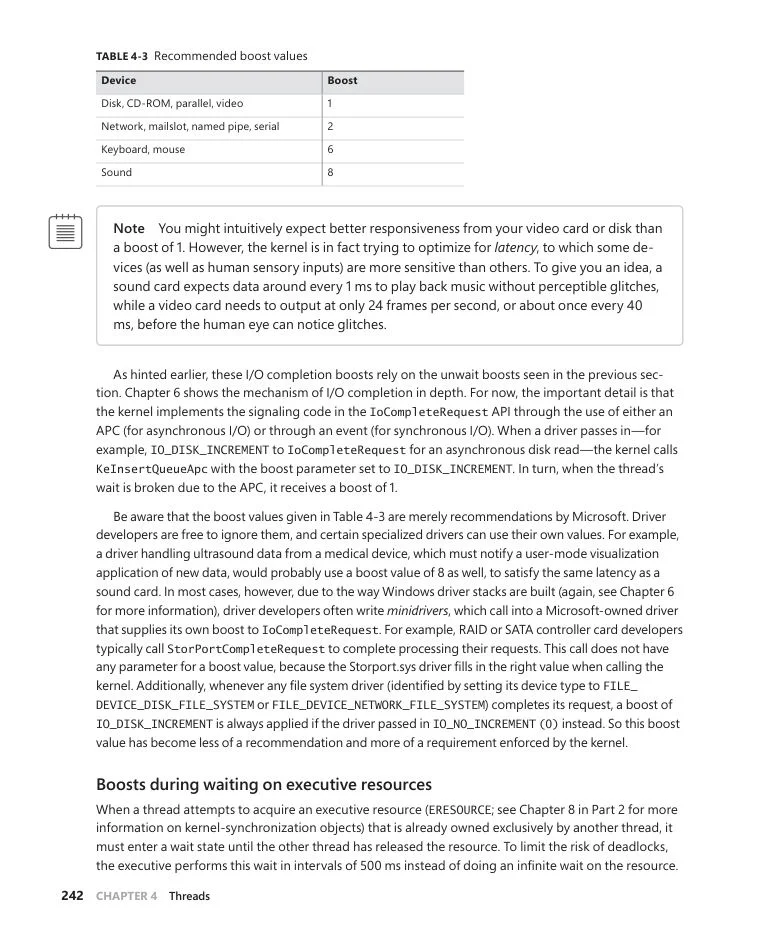 TABLE 4-3 Recommended boost values
Device Boost
Disk, CD-ROM, parallel, video 1
Network, mailslot, named pipe, serial 2
Keyboard, mouse 6
Sound 8
Note You might intuitively expect better responsiveness from your video card or disk than
a boost of 1. However, the kernel is in fact trying to optimize for latency, to which some de-
vices (as well as human sensory inputs) are more sensitive than others. To give you an idea, a
sound card expects data around every 1 ms to play back music without perceptible glitches,
while a video card needs to output at only 24 frames per second, or about once every 40
ms, before the human eye can notice glitches.
As hinted earlier, these I/O completion boosts rely on the unwait boosts seen in the previous sec-
tion. Chapter 6 shows the mechanism of I/O completion in depth. For now, the important detail is that
the kernel implements the signaling code in the IoCompleteRequest API through the use of either an
APC (for asynchronous I/O) or through an event (for synchronous I/O). When a driver passes in—for
example, IO_DISK_INCREMENT to IoCompleteRequest for an asynchronous disk read—the kernel calls
KeInsertQueueApc with the boost parameter set to IO_DISK_INCREMENT. In turn, when the thread's
wait is broken due to the APC, it receives a boost of 1.
Be aware that the boost values given in Table 4-3 are merely recommendations by Microsoft. Driver
developers are free to ignore them, and certain specialized drivers can use their own values. For example,
a driver handling ultrasound data from a medical device, which must notify a user-mode visualization
application of new data, would probably use a boost value of 8 as well, to satisfy the same latency as a
sound card. In most cases, however, due to the way Windows driver stacks are built (again, see Chapter 6
for more information), driver developers often write minidrivers, which call into a Microsoft-owned driver
that supplies its own boost to IoCompleteRequest. For example, RAID or SATA controller card developers
typically call StorPortCompleteRequest to complete processing their requests. This call does not have
any parameter for a boost value, because the Storport.sys driver fills in the right value when calling the
kernel. Additionally, whenever any file system driver (identified by setting its device type to FILE_
DEVICE_DISK_FILE_SYSTEM or FILE_DEVICE_NETWORK_FILE_SYSTEM) completes its request, a boost of
IO_DISK_INCREMENT is always applied if the driver passed in IO_NO_INCREMENT (0) instead. So this boost
value has become less of a recommendation and more of a requirement enforced by the kernel.
Boosts during waiting on executive resources
When a thread attempts to acquire an executive resource (ERESOURCE; see Chapter 8 in Part 2 for more
information on kernel-synchronization objects) that is already owned exclusively by another thread, it
must enter a wait state until the other thread has released the resource. To limit the risk of deadlocks,
the executive performs this wait in intervals of 500 ms instead of doing an infinite wait on the resource.
242 CHAPTER 4 Threads